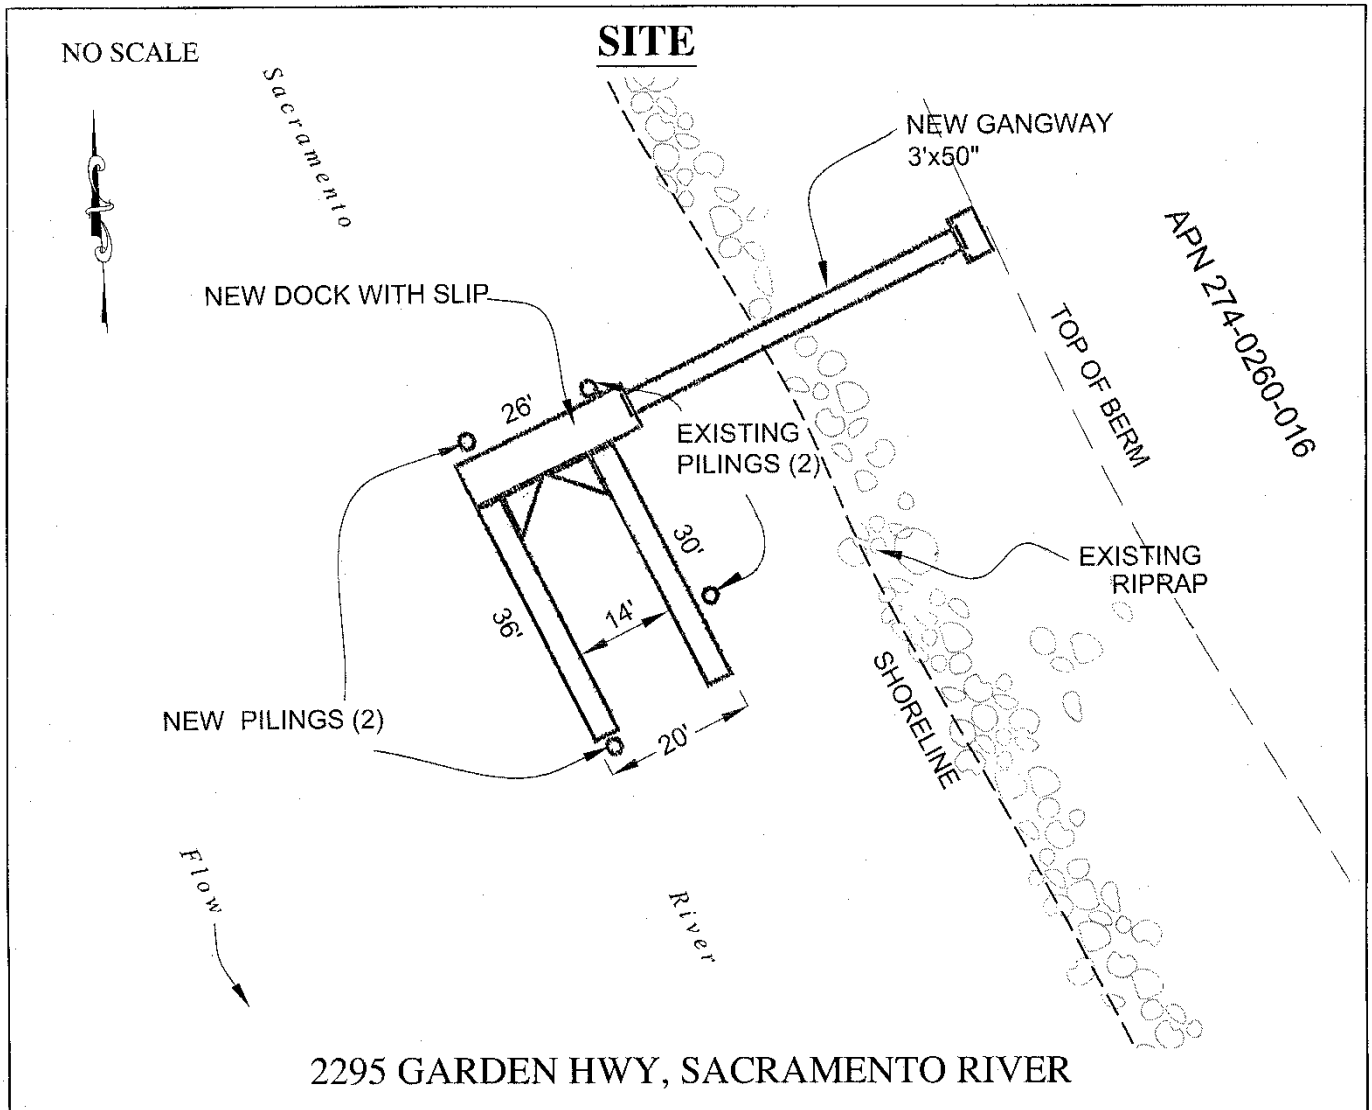 SITE
NO SCALE
Sacramento
NEW GANGWAY
3'x50"
APN 274-0260-016
NEW DOCK WITH SLIP
TOP OF BERM
26'
EXISTING
PILINGS (2)
30'
EXISTING
RIPRAP
36'
14'
SHORELINE
NEW PILINGS (2)
20'
Flow
River
2295 GARDEN HWY, SACRAMENTO RIVER